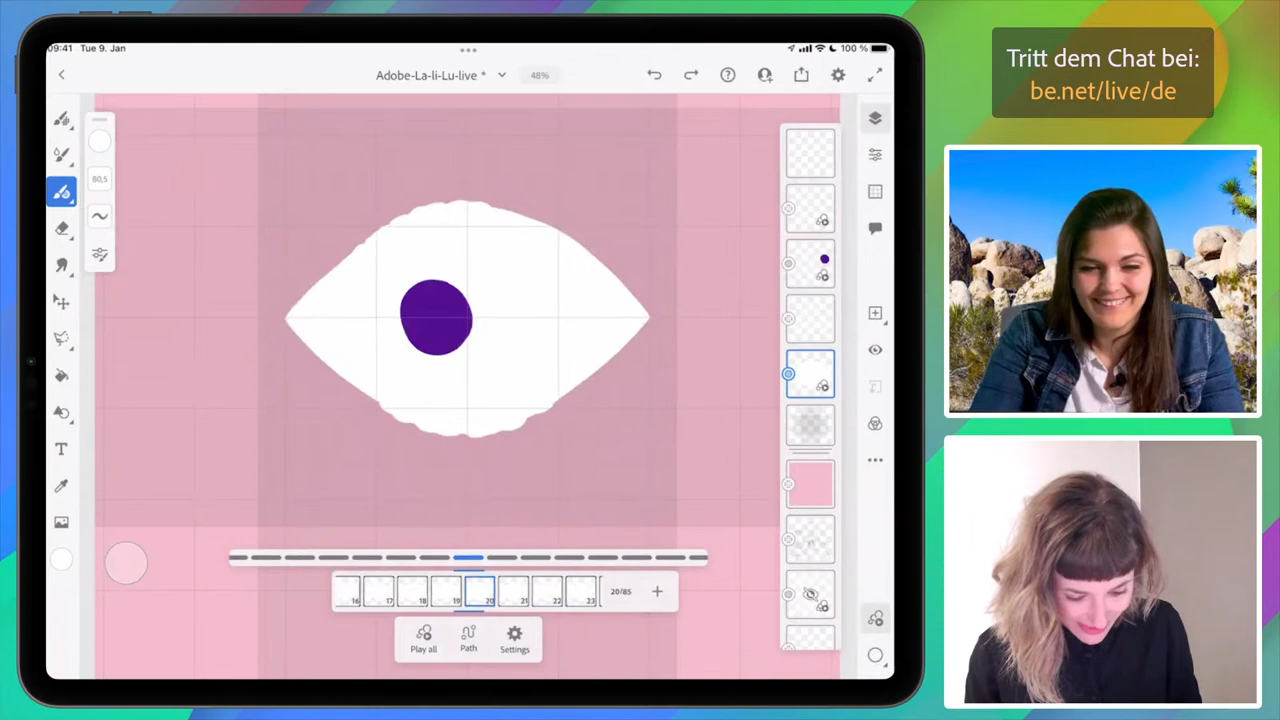 09:41 Tue 9. Jan
100 %
Adobe-La-li-Lu-live *
48%
80,5
16
17
18
19
20
21
22
23
20/85
Play all
Path
Settings
Tritt dem Chat bei:
be.net/live/de